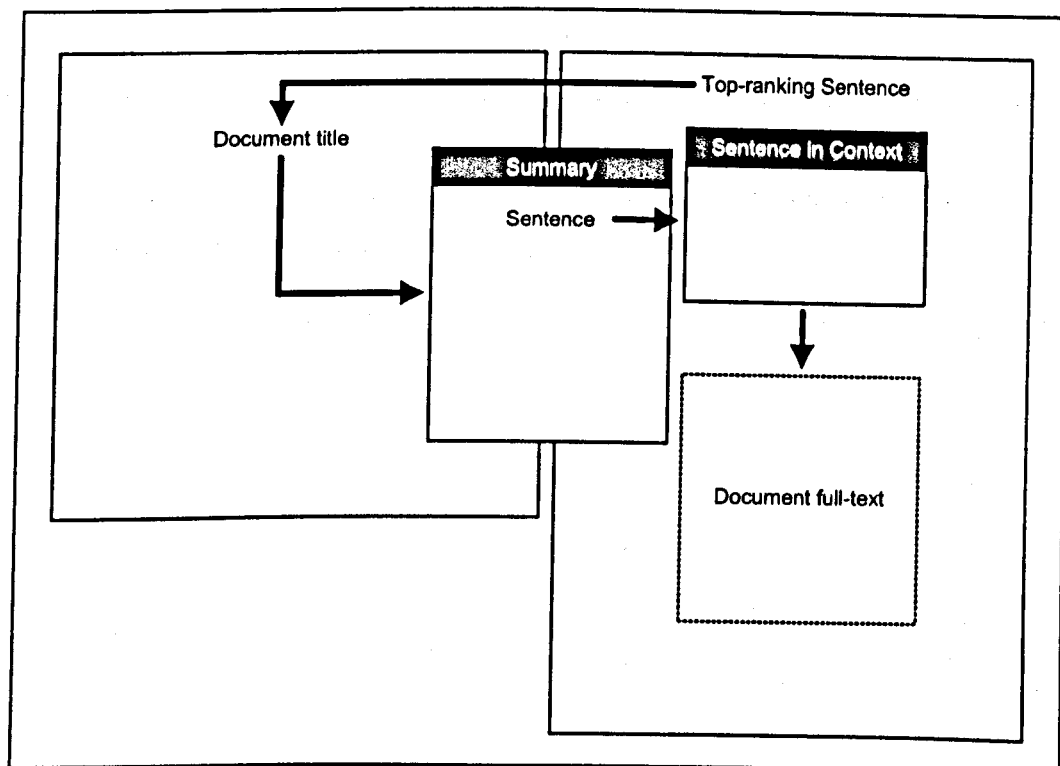 Top-ranking Sentence
Document title
Sentence in Context
Summary
Sentence
Document full-text